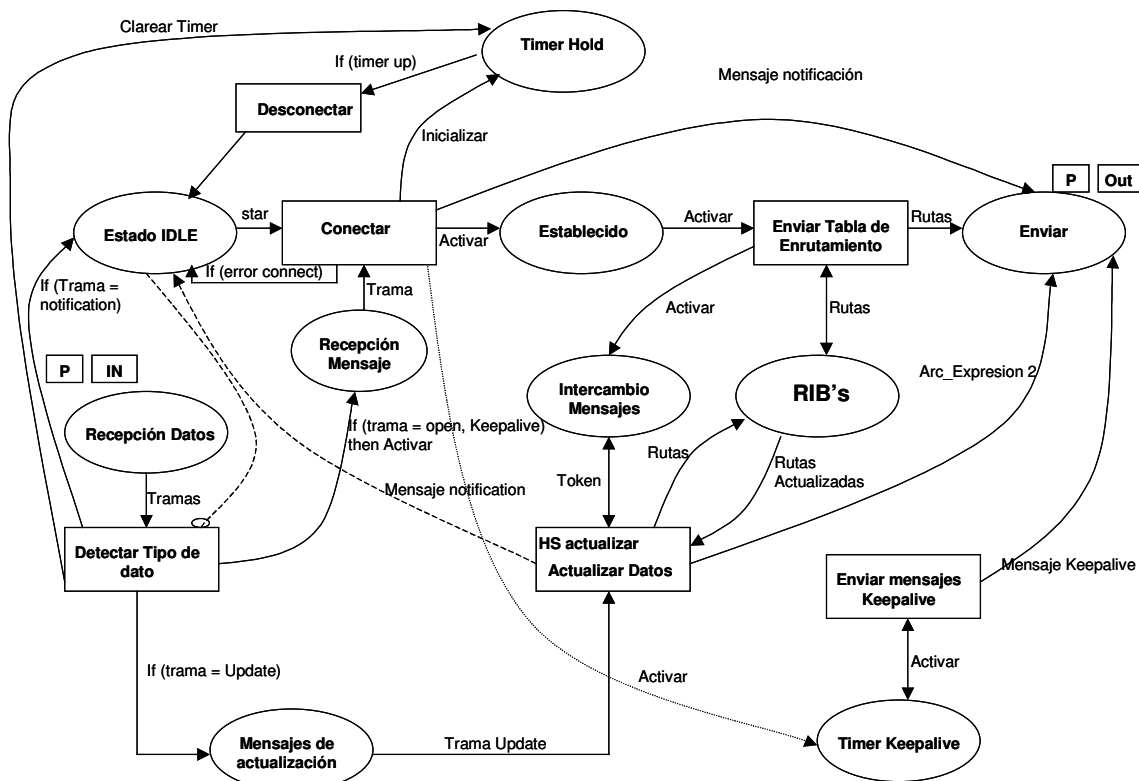 Clarear Timer
Timer Hold
If (timer up)
Mensaje notificación
Desconectar
Inicializar
P
Out
star
Estado IDLE
Conectar
Activar
Establecido
Activar
Enviar Tabla de
Enrutamiento
Rutas
Enviar
If (error connect)
If (Trama =
notification)
Trama
Activar
Rutas
Recepción
Mensaje
P
IN
Intercambio
Mensajes
RIB's
Arc_Expresion 2
Recepción Datos
If (trama = open, Keepalive)
then Activar
Rutas
Rutas
Actualizadas
Tramas
Mensaje notification
Token
Detectar Tipo de
dato
HS actualizar
Actualizar Datos
Enviar mensajes
Keepalive
Mensaje Keepalive
If (trama = Update)
Activar
Activar
Mensajes de
actualización
Trama Update
Timer Keepalive